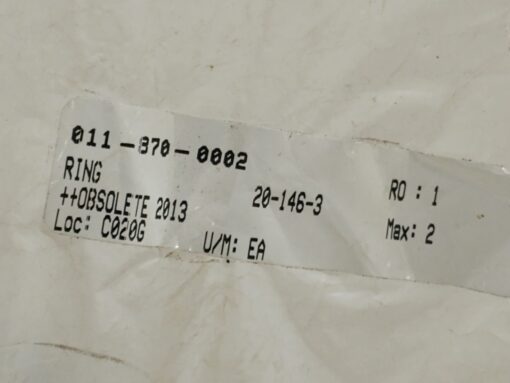 011-870-0002
RING
++OBSOLETE 2013 20-146-3 RO : 1
Loc: C020G U/M: EA Max: 2